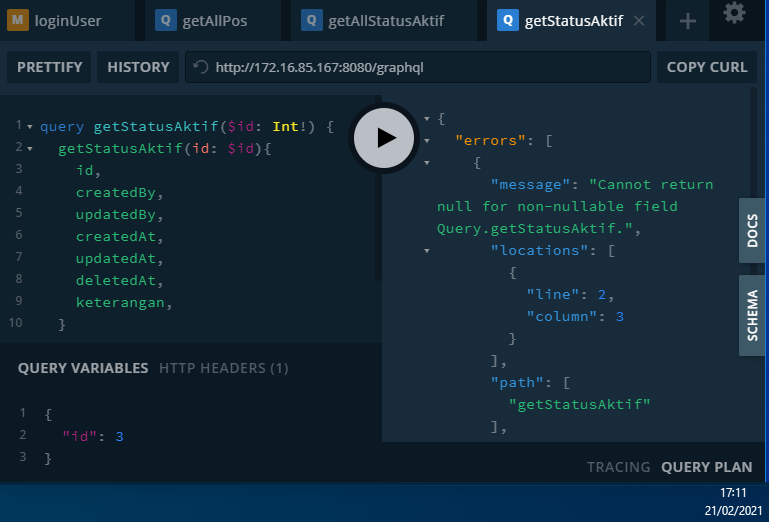 M loginUser
Q getAllPos
Q getAllStatusAktif
Q getStatusAktif ×
+
PRETTIFY
HISTORY
http://172.16.85.167:8080/graphql
COPY CURL
1 query getStatusAktif($id: Int!) {
2 getStatusAktif(id: $id){
3 id,
4 createdBy,
5 updatedBy,
6 createdAt,
7 updatedAt,
8 deletedAt,
9 keterangan,
10 }
QUERY VARIABLES HTTP HEADERS (1)
1 {
2 "id": 3
3 }
{
"errors": [
{
"message": "Cannot return
null for non-nullable field
Query.getStatusAktif.",
"locations": [
{
"line": 2,
"column": 3
}
],
"path": [
"getStatusAktif"
],
DOCS
SCHEMA
TRACING QUERY PLAN
17:11
21/02/2021